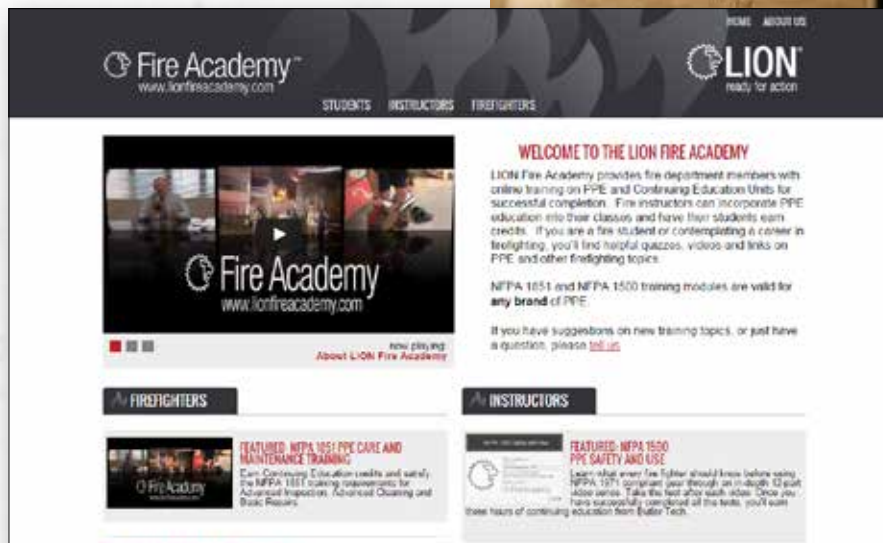 HOME ABOUT US
Fire Academy™
www.lionfireacademy.com
LION®
ready for action
STUDENTS INSTRUCTORS FIREFIGHTERS
WELCOME TO THE LION FIRE ACADEMY
LION Fire Academy provides fire department members with
online training on PPE and Continuing Education Units for
successful completion. Fire instructors can incorporate PPE
education into their classes and have their students earn
credits. If you are a fire student or contemplating a career in
firefighting, you'll find helpful quizzes, videos and links on
PPE and other firefighting topics.
NFPA 1851 and NFPA 1500 training modules are valid for
any brand of PPE.
If you have suggestions on new training topics, or just have
a question, please tell us.
Fire Academy
www.lionfireacademy.com
now playing:
About LION Fire Academy
FIREFIGHTERS
Fire Academy
FEATURED: NFPA 1851 PPE CARE AND
MAINTENANCE TRAINING
Earn Continuing Education credits and satisfy
the NFPA 1851 training requirements for
Advanced Inspection, Advanced Cleaning and
Basic Repairs.
INSTRUCTORS
FEATURED: NFPA 1500
PPE SAFETY AND USE
Learn what every fire fighter should know before using
NFPA 1971 compliant gear through an in-depth 12-part
video series. Take the test after each video. Once you
have successfully completed all the tests, you'll earn
three hours of continuing education from Butler Tech.